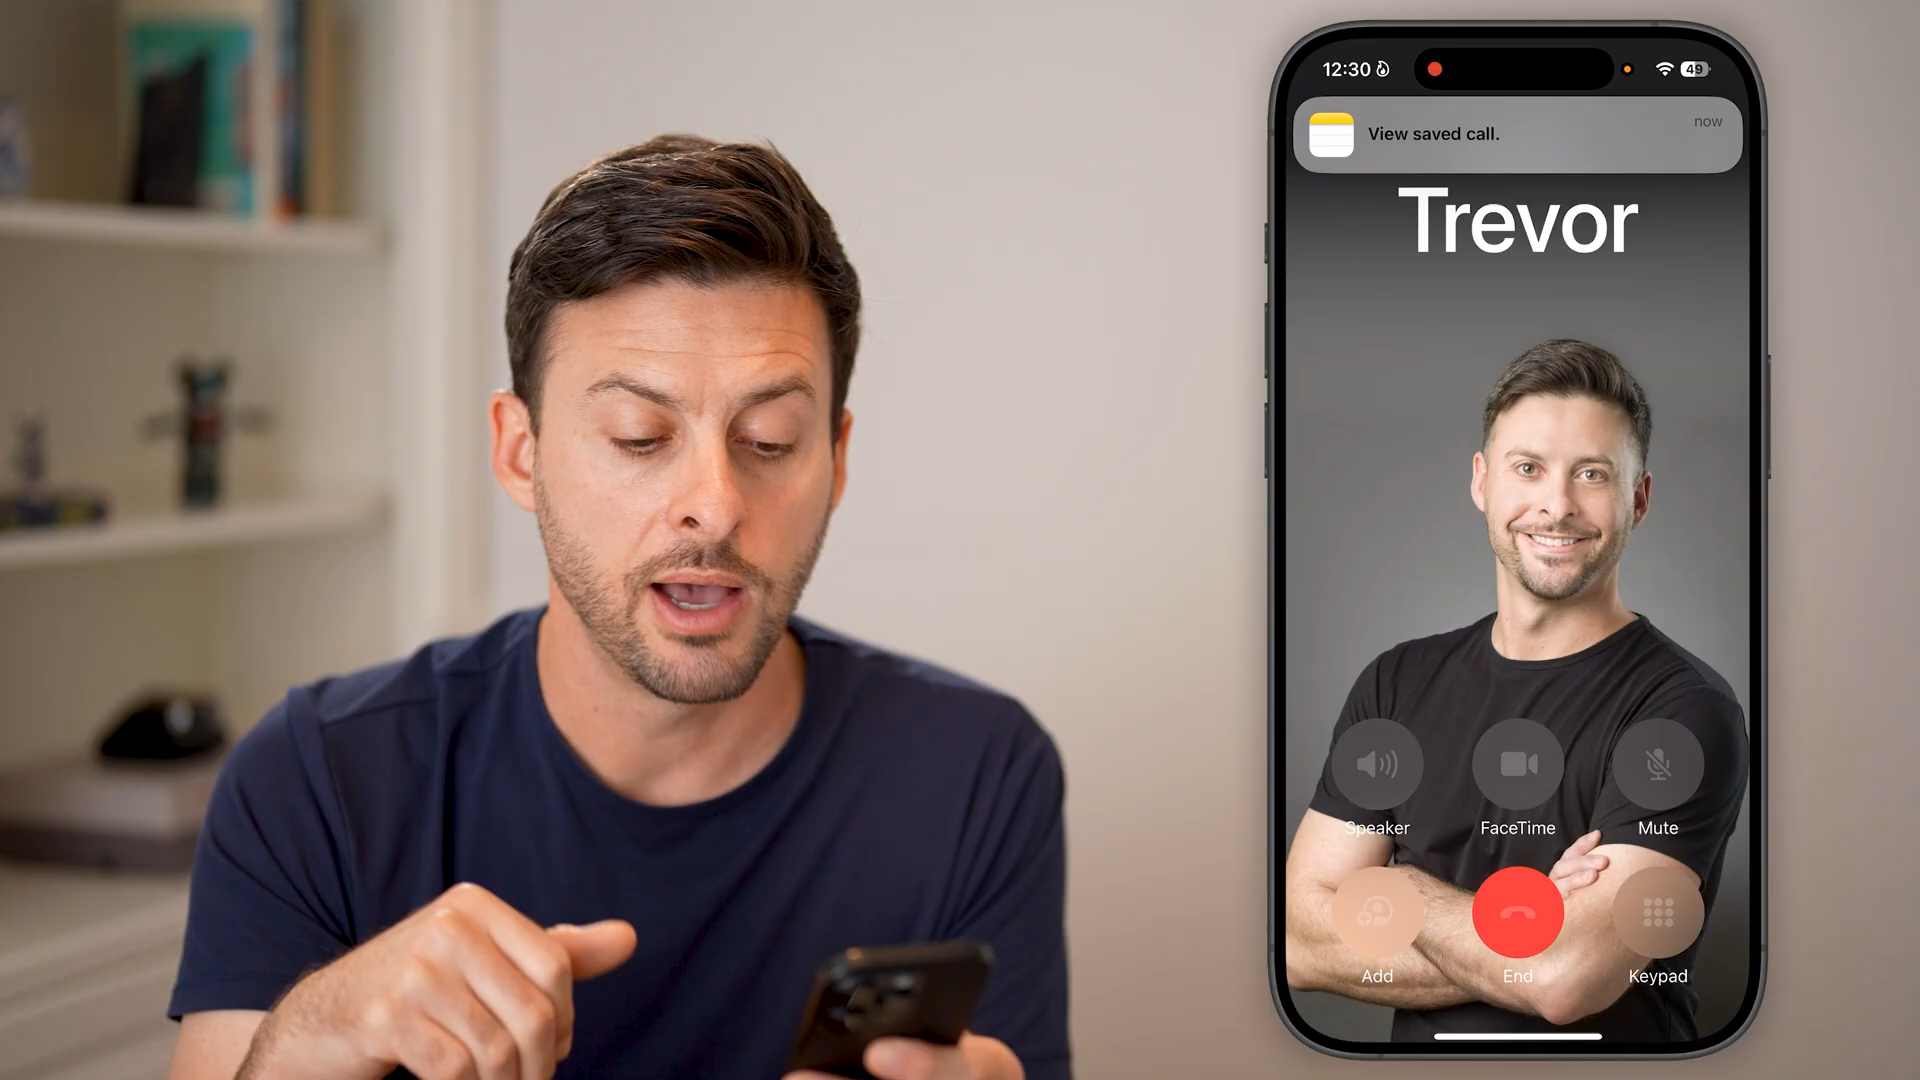 12:30
49
View saved call.
now
Trevor
Speaker
FaceTime
Mute
Add
End
Keypad